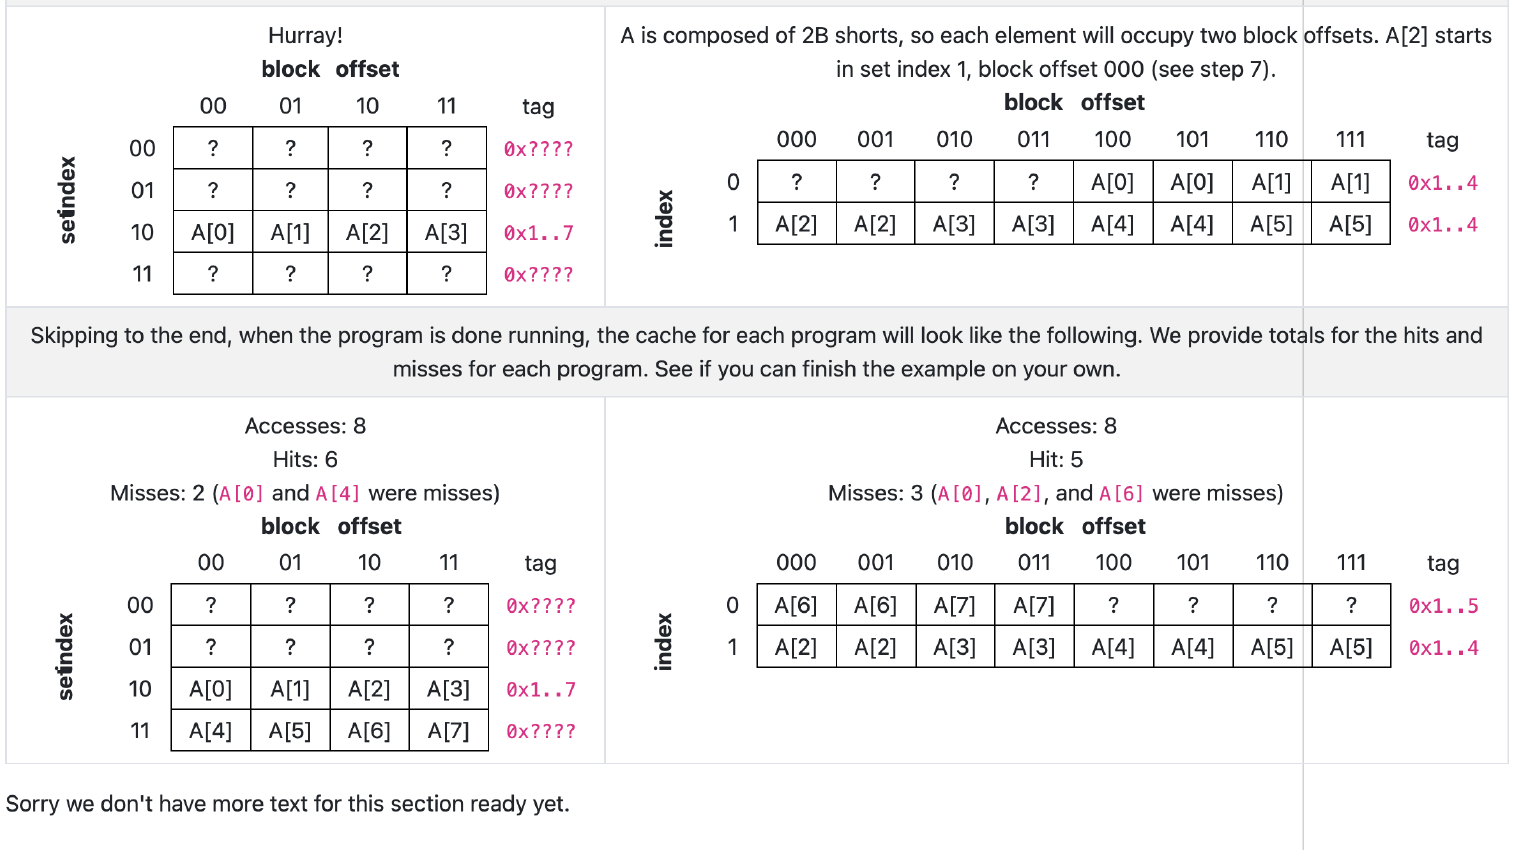 Hurray!
block offset
00 01 10 11 tag
setindex
00 ? ? ? ? 0x????
01 ? ? ? ? 0x????
10 A[0] A[1] A[2] A[3] 0x1..7
11 ? ? ? ? 0x????
A is composed of 2B shorts, so each element will occupy two block offsets. A[2] starts
in set index 1, block offset 000 (see step 7).
block offset
000 001 010 011 100 101 110 111 tag
index
0 ? ? ? ? A[0] A[0] A[1] A[1] 0x1..4
1 A[2] A[2] A[3] A[3] A[4] A[4] A[5] A[5] 0x1..4
Skipping to the end, when the program is done running, the cache for each program will look like the following. We provide totals for the hits and
misses for each program. See if you can finish the example on your own.
Accesses: 8
Hits: 6
Misses: 2 (A[0] and A[4] were misses)
block offset
00 01 10 11 tag
setindex
00 ? ? ? ? 0x????
01 ? ? ? ? 0x????
10 A[0] A[1] A[2] A[3] 0x1..7
11 A[4] A[5] A[6] A[7] 0x????
Accesses: 8
Hit: 5
Misses: 3 (A[0], A[2], and A[6] were misses)
block offset
000 001 010 011 100 101 110 111 tag
index
0 A[6] A[6] A[7] A[7] ? ? ? ? 0x1..5
1 A[2] A[2] A[3] A[3] A[4] A[4] A[5] A[5] 0x1..4
Sorry we don't have more text for this section ready yet.